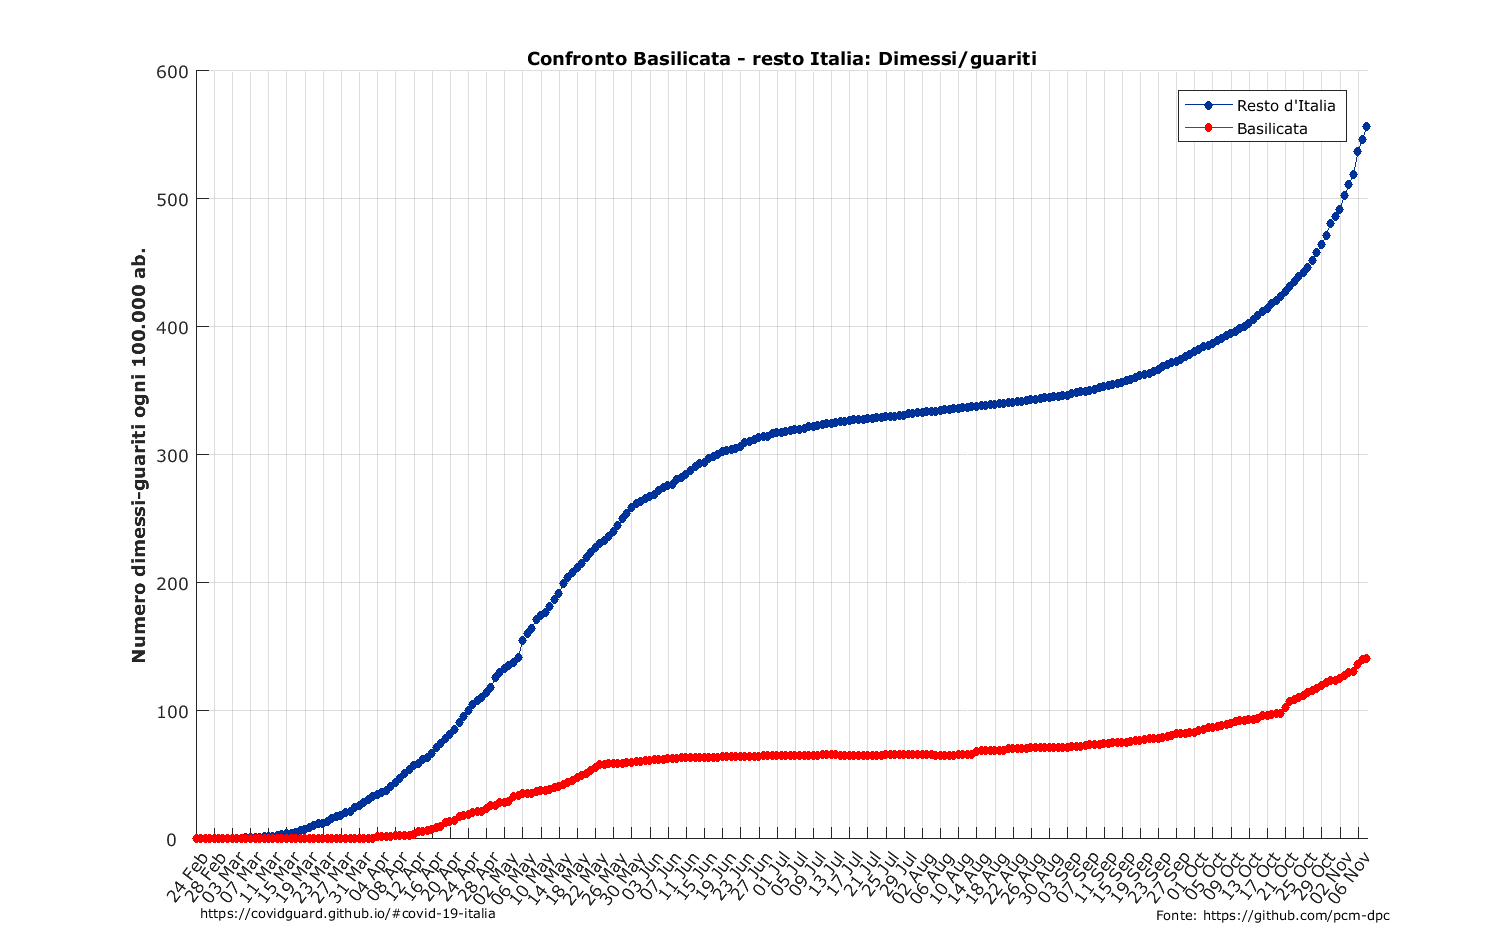 Confronto Basilicata - resto Italia: Dimessi/guariti
Numero dimessi-guariti ogni 100.000 ab.
600
500
400
300
200
100
0
Resto d'Italia
Basilicata
24 Feb
28 Feb
03 Mar
07 Mar
11 Mar
15 Mar
19 Mar
23 Mar
27 Mar
31 Mar
04 Apr
08 Apr
12 Apr
16 Apr
20 Apr
24 Apr
28 Apr
02 May
06 May
10 May
14 May
18 May
22 May
26 May
30 May
03 Jun
07 Jun
11 Jun
15 Jun
19 Jun
23 Jun
27 Jun
01 Jul
05 Jul
09 Jul
13 Jul
17 Jul
21 Jul
25 Jul
29 Jul
02 Aug
06 Aug
10 Aug
14 Aug
18 Aug
22 Aug
26 Aug
30 Aug
03 Sep
07 Sep
11 Sep
15 Sep
19 Sep
23 Sep
27 Sep
01 Oct
05 Oct
09 Oct
13 Oct
17 Oct
21 Oct
25 Oct
29 Oct
02 Nov
06 Nov
https://covidguard.github.io/#covid-19-italia
Fonte: https://github.com/pcm-dpc